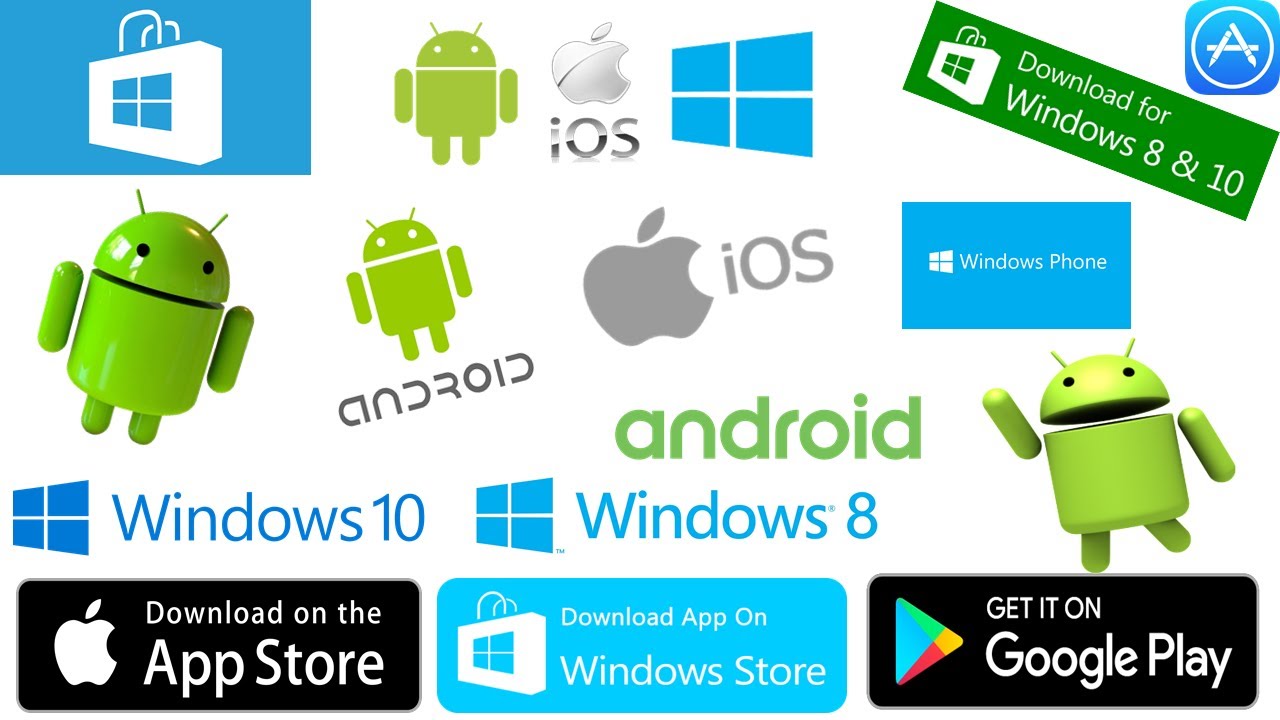 iOS
Download for
Windows 8 & 10
ANDROID
iOS
Windows Phone
android
Windows 10
Windows® 8
™
Download on the
App Store
Download App On
Windows Store
GET IT ON
Google Play